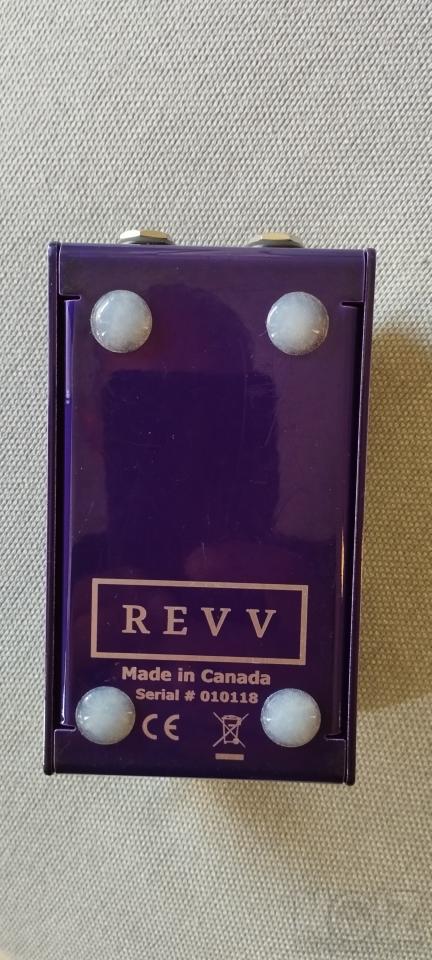 REVV
Made in Canada
Serial # 010118
CE